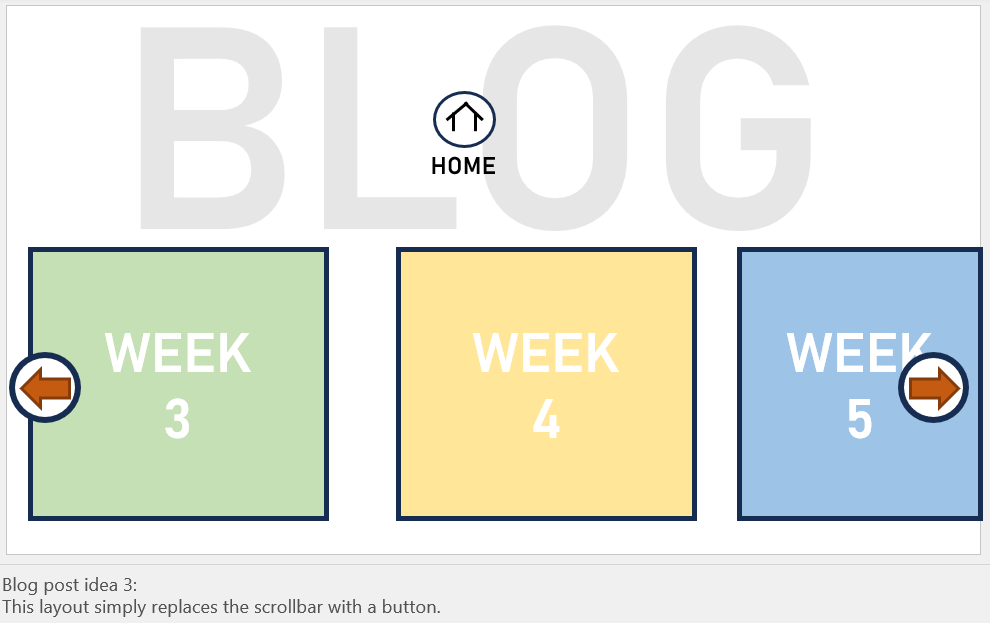 BLOG
HOME
WEEK
3
WEEK
4
WEEK
5
Blog post idea 3:
This layout simply replaces the scrollbar with a button.